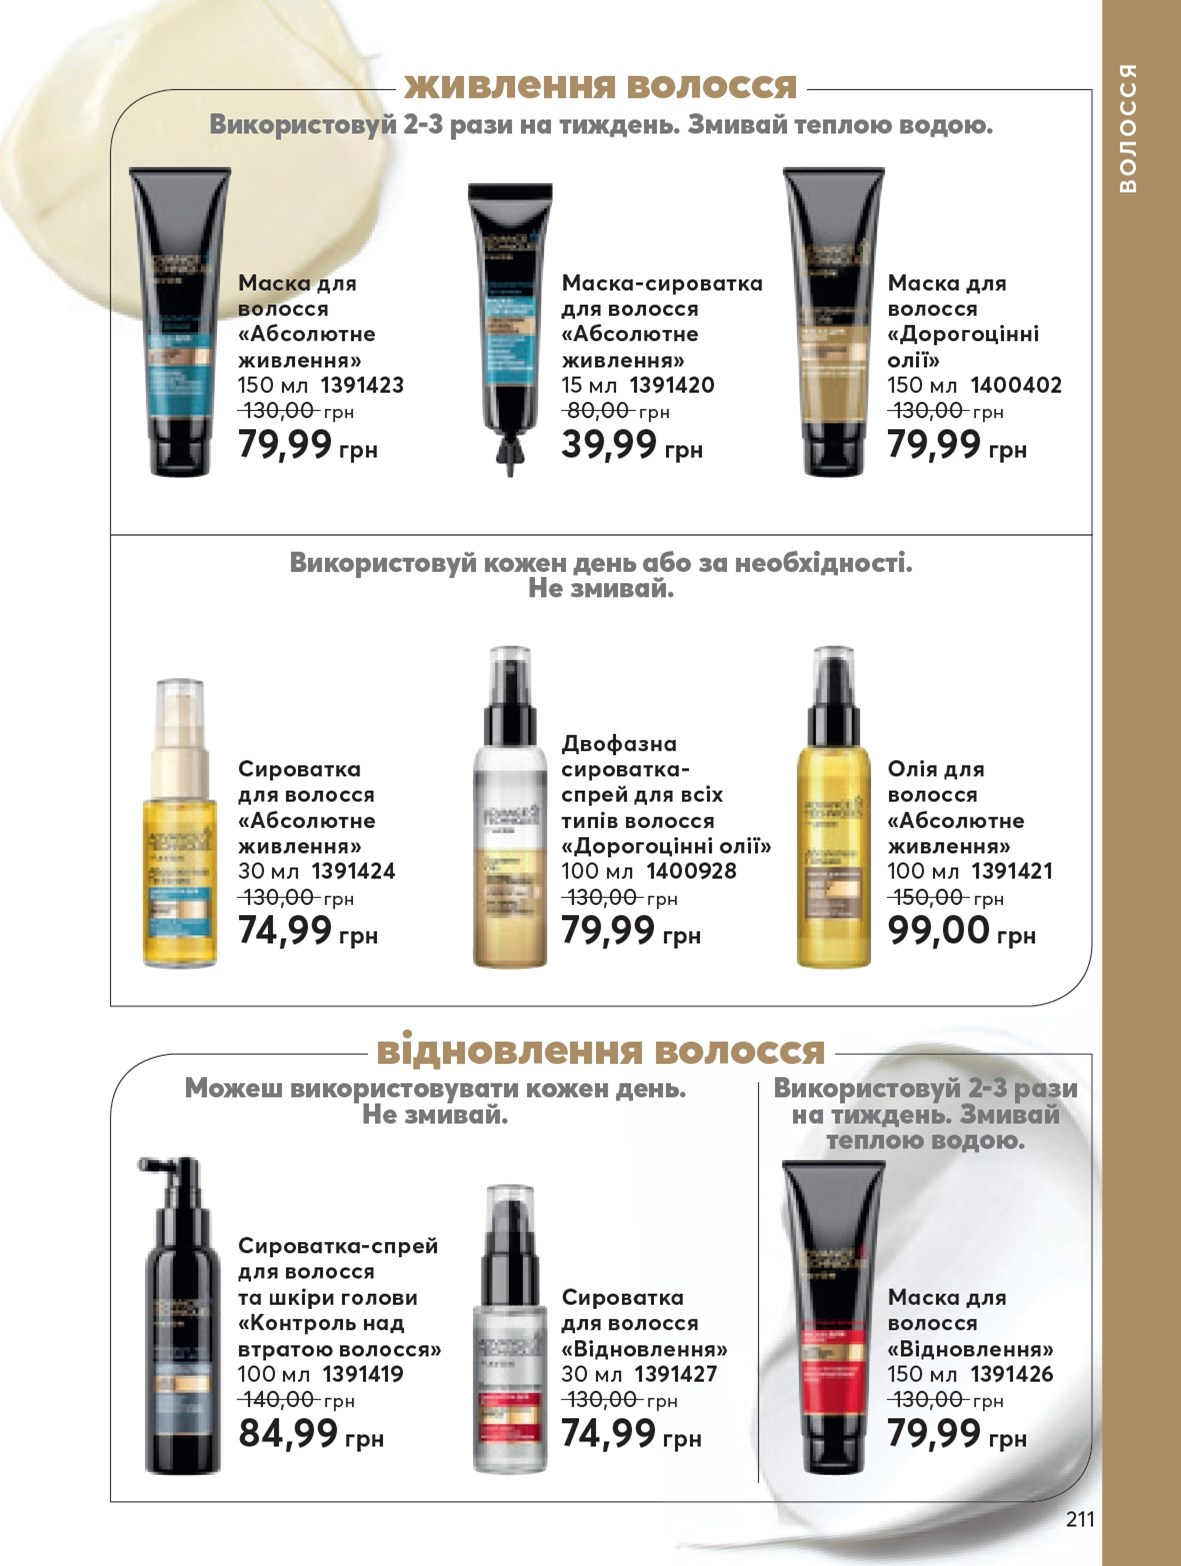 ВОЛОССЯ
живлення волосся
Використовуй 2-3 рази на тиждень. Змивай теплою водою.
Маска для
волосся
«Абсолютне
живлення»
150 мл 1391423
130,00 грн
79,99 грн
Маска-сироватка
для волосся
«Абсолютне
живлення»
15 мл 1391420
80,00 грн
39,99 грн
Маска для
волосся
«Дорогоцінні
олії»
150 мл 1400402
130,00 грн
79,99 грн
Використовуй кожен день або за необхідності.
Не змивай.
Сироватка
для волосся
«Абсолютне
живлення»
30 мл 1391424
130,00 грн
74,99 грн
Двофазна
сироватка-
спрей для всіх
типів волосся
«Дорогоцінні олії»
100 мл 1400928
130,00 грн
79,99 грн
Олія для
волосся
«Абсолютне
живлення»
100 мл 1391421
150,00 грн
99,00 грн
відновлення волосся
Можеш використовувати кожен день.
Не змивай.
Сироватка-спрей
для волосся
та шкіри голови
«Контроль над
втратою волосся»
100 мл 1391419
140,00 грн
84,99 грн
Сироватка
для волосся
«Відновлення»
30 мл 1391427
130,00 грн
74,99 грн
Використовуй 2-3 рази
на тиждень. Змивай
теплою водою.
Маска для
волосся
«Відновлення»
150 мл 1391426
130,00 грн
79,99 грн
211